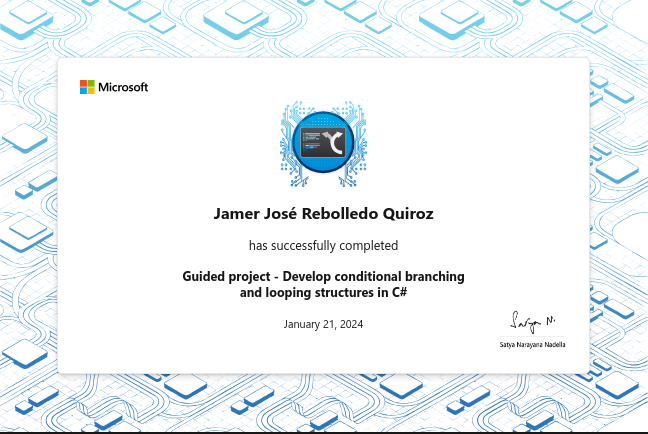 Microsoft
Jamer José Rebolledo Quiroz
has successfully completed
Guided project - Develop conditional branching
and looping structures in C#
January 21, 2024
Satya N.
Satya Narayana Nadella